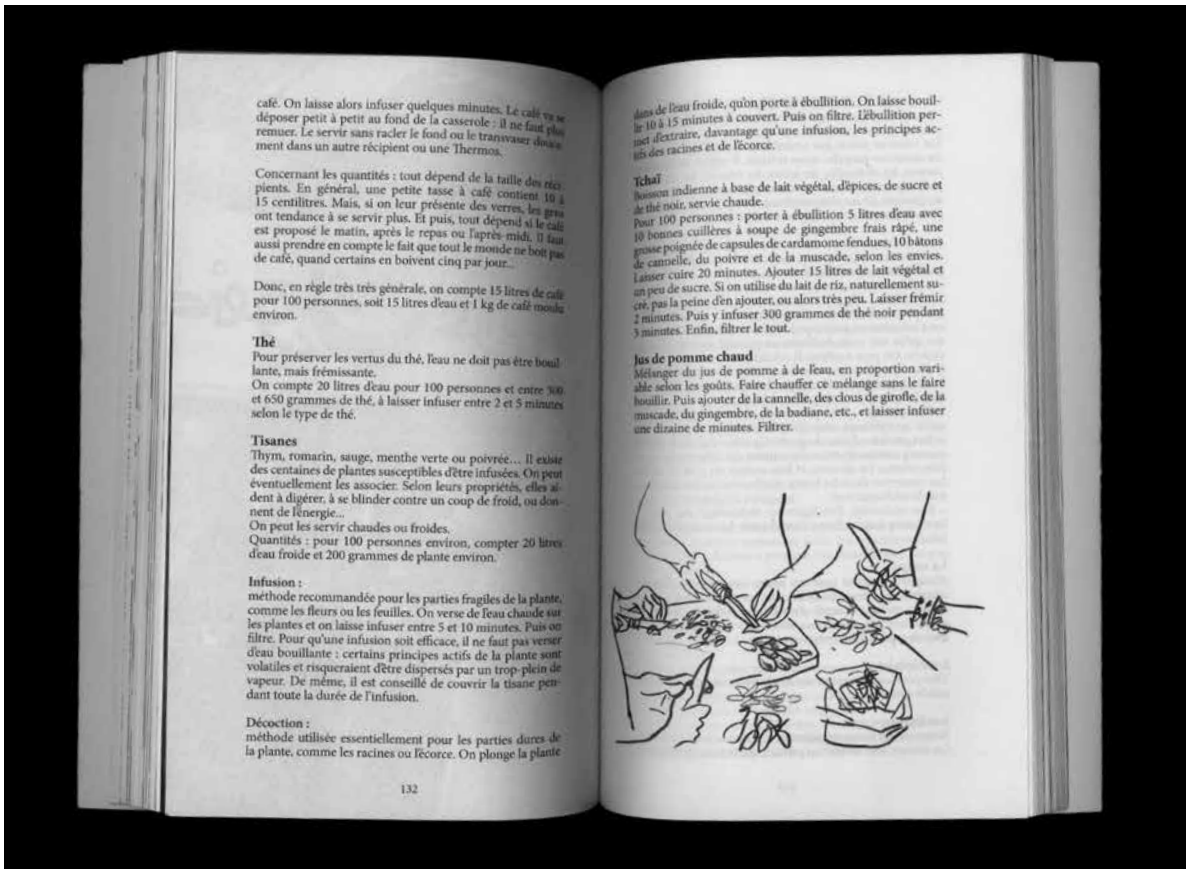 café. On laisse alors infuser quelques minutes. Le café va se
déposer petit à petit au fond de la casserole : il ne faut plus
remuer. Le servir sans racler le fond ou le transvaser douce-
ment dans un autre récipient ou une Thermos.
Concernant les quantités : tout dépend de la taille des réci-
pients. En général, une petite tasse à café contient 10 à
15 centilitres. Mais, si on leur présente des verres, les gens
ont tendance à se servir plus. Et puis, tout dépend si le café
est proposé le matin, après le repas ou l'après-midi. Il faut
aussi prendre en compte le fait que tout le monde ne boit pas
de café, quand certains en boivent cinq par jour...
Donc, en règle très très générale, on compte 15 litres de café
pour 100 personnes, soit 15 litres d'eau et 1 kg de café moulu
environ.
Thé
Pour préserver les vertus du thé, l'eau ne doit pas être bouil-
lante, mais frémissante.
On compte 20 litres d'eau pour 100 personnes et entre 300
et 650 grammes de thé, à laisser infuser entre 2 et 5 minutes
selon le type de thé.
Tisanes
Thym, romarin, sauge, menthe verte ou poivrée... Il existe
des centaines de plantes susceptibles d'être infusées. On peut
éventuellement les associer. Selon leurs propriétés, elles ai-
dent à digérer, à se blinder contre un coup de froid, ou don-
nent de l'énergie...
On peut les servir chaudes ou froides.
Quantités : pour 100 personnes environ, compter 20 litres
d'eau froide et 200 grammes de plante environ.
Infusion :
méthode recommandée pour les parties fragiles de la plante,
comme les fleurs ou les feuilles. On verse de l'eau chaude sur
les plantes et on laisse infuser entre 5 et 10 minutes. Puis on
filtre. Pour qu'une infusion soit efficace, il ne faut pas verser
d'eau bouillante : certains principes actifs de la plante sont
volatiles et risqueraient d'être dispersés par un trop-plein de
vapeur. De même, il est conseillé de couvrir la tisane pen-
dant toute la durée de l'infusion.
Décoction :
méthode utilisée essentiellement pour les parties dures de
la plante, comme les racines ou l'écorce. On plonge la plante
132
dans de l'eau froide, qu'on porte à ébullition. On laisse bouil-
lir 10 à 15 minutes à couvert. Puis on filtre. L'ébullition per-
met d'extraire, davantage qu'une infusion, les principes ac-
tifs des racines et de l'écorce.
Tchaï
Boisson indienne à base de lait végétal, d'épices, de sucre et
de thé noir, servie chaude.
Pour 100 personnes : porter à ébullition 5 litres d'eau avec
10 bonnes cuillères à soupe de gingembre frais râpé, une
grosse poignée de capsules de cardamome fendues, 10 bâtons
de cannelle, du poivre et de la muscade, selon les envies.
Laisser cuire 20 minutes. Ajouter 15 litres de lait végétal et
un peu de sucre. Si on utilise du lait de riz, naturellement su-
cré, pas la peine d'en ajouter, ou alors très peu. Laisser frémir
2 minutes. Puis y infuser 300 grammes de thé noir pendant
3 minutes. Enfin, filtrer le tout.
Jus de pomme chaud
Mélanger du jus de pomme à de l'eau, en proportion vari-
able selon les goûts. Faire chauffer ce mélange sans le faire
bouillir. Puis ajouter de la cannelle, des clous de girofle, de la
muscade, du gingembre, de la badiane, etc., et laisser infuser
une dizaine de minutes. Filtrer.